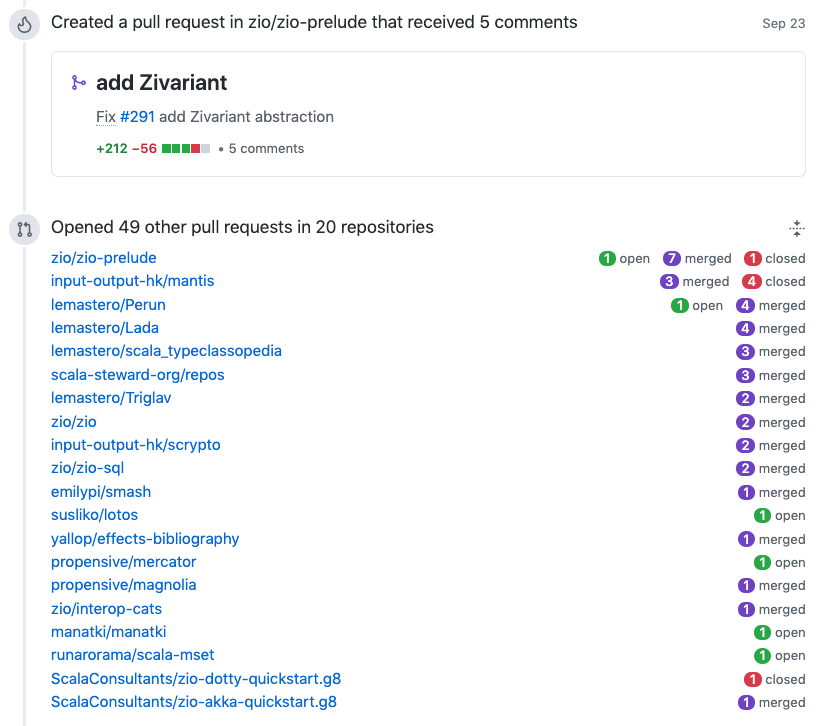 Created a pull request in zio/zio-prelude that received 5 comments Sep 23
add Zivariant
Fix #291 add Zivariant abstraction
+212 −56 • 5 comments
Opened 49 other pull requests in 20 repositories
zio/zio-prelude 1 open 7 merged 1 closed
input-output-hk/mantis 3 merged 4 closed
lemastero/Perun 1 open 4 merged
lemastero/Lada 4 merged
lemastero/scala_typeclassopedia 3 merged
scala-steward-org/repos 3 merged
lemastero/Triglav 2 merged
zio/zio 2 merged
input-output-hk/scrypto 2 merged
zio/zio-sql 2 merged
emilypi/smash 1 merged
susliko/lotos 1 open
yallop/effects-bibliography 1 merged
propensive/mercator 1 open
propensive/magnolia 1 merged
zio/interop-cats 1 merged
manatki/manatki 1 open
runarorama/scala-mset 1 open
ScalaConsultants/zio-dotty-quickstart.g8 1 closed
ScalaConsultants/zio-akka-quickstart.g8 1 merged